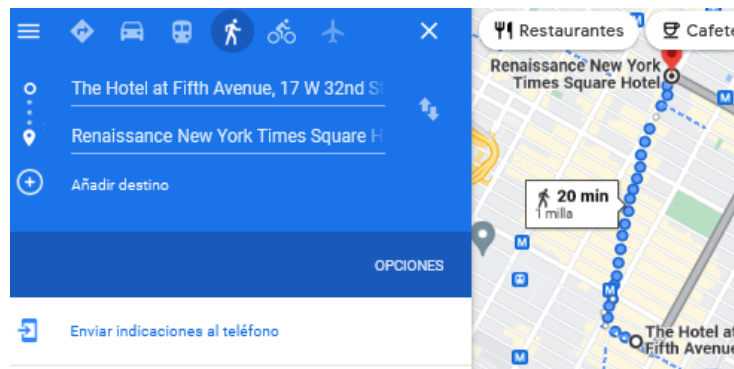 The Hotel at Fifth Avenue, 17 W 32nd
Renaissance New York Times Square H
Añadir destino
OPCIONES
Enviar indicaciones al teléfono
Restaurantes
Cafete
Renaissance New York
Times Square Hotel
M
20 min
1 milla
M
M
The Hotel at
Fifth Avenue
M